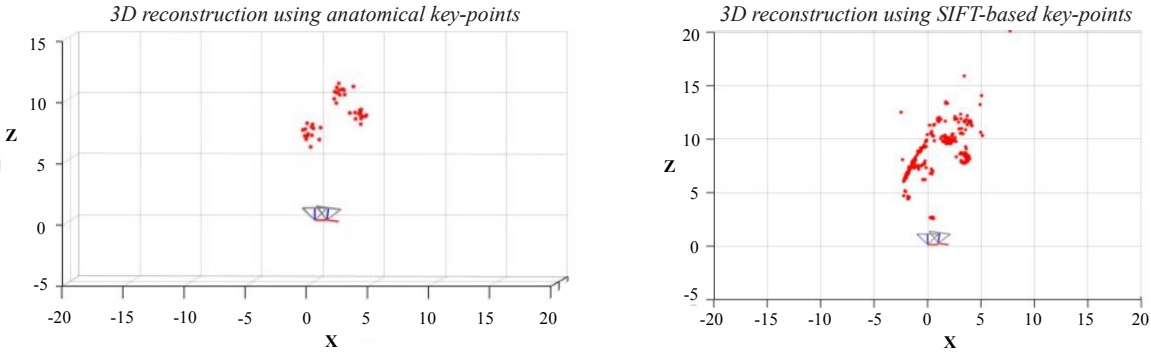 3D reconstruction using anatomical key-points
15
10
Z
5
0
-5
-20 -15 -10 -5 0 5 10 15 20
X
3D reconstruction using SIFT-based key-points
20
15
10
Z
5
0
-5
-20 -15 -10 -5 0 5 10 15 20
X